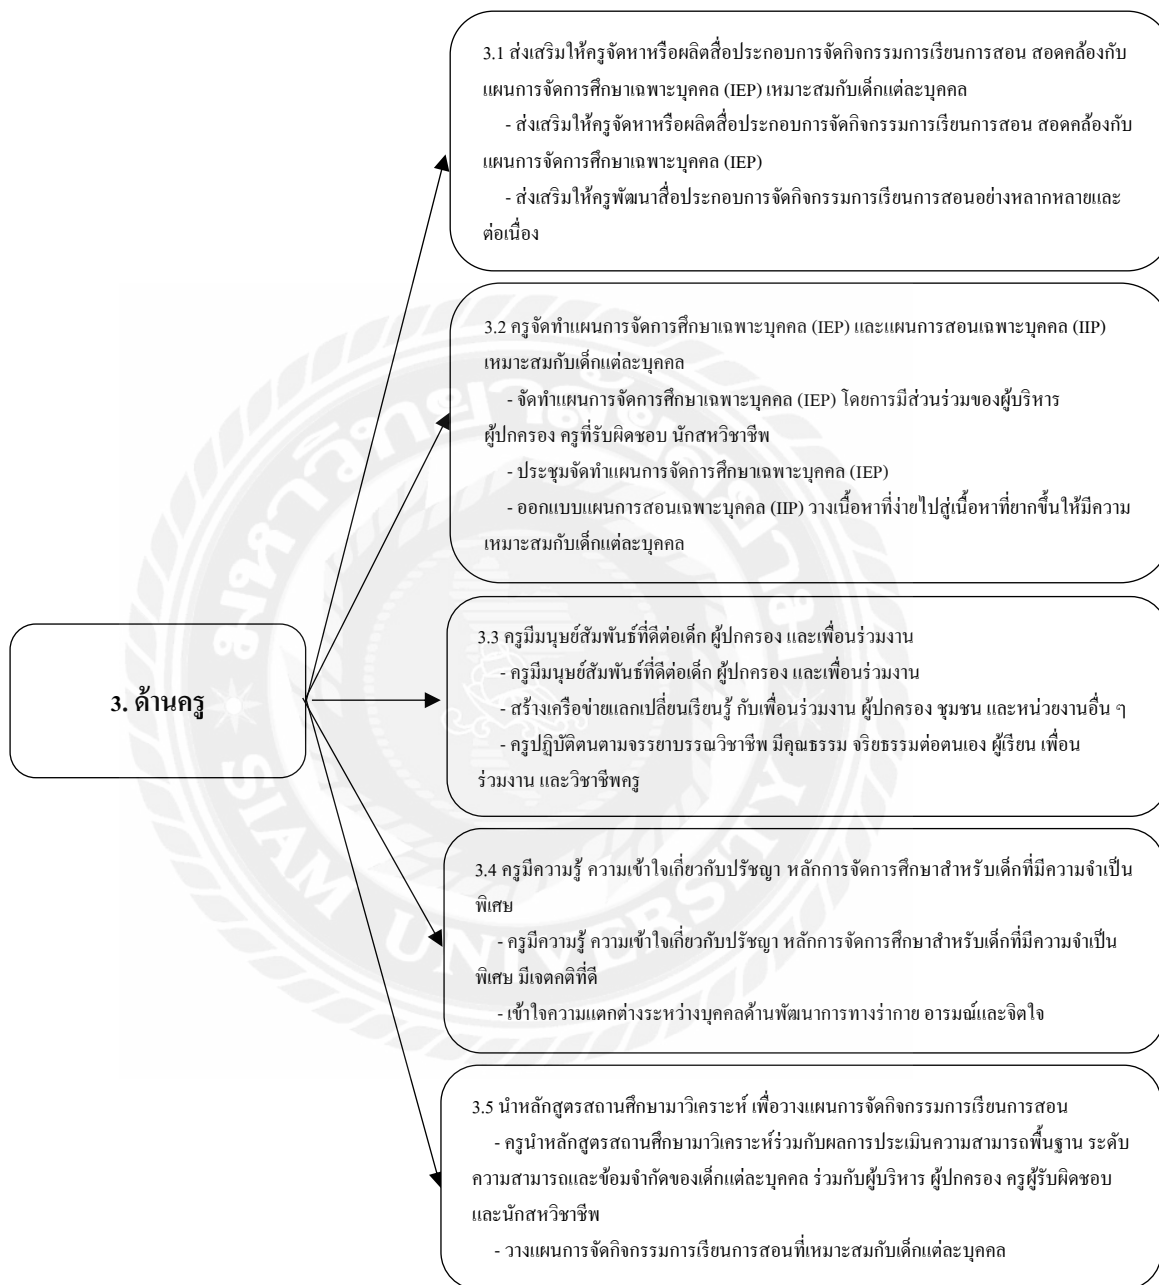 3.1 ส่งเสริมให้ครูจัดหาหรือผลิตสื่อประกอบการจัดกิจกรรมการเรียนการสอน สอดคล้องกับ
แผนการจัดการศึกษาเฉพาะบุคคล (IEP) เหมาะสมกับเด็กแต่ละบุคคล
- ส่งเสริมให้ครูจัดหาหรือผลิตสื่อประกอบการจัดกิจกรรมการเรียนการสอน สอดคล้องกับ
แผนการจัดการศึกษาเฉพาะบุคคล (IEP)
- ส่งเสริมให้ครูพัฒนาสื่อประกอบการจัดกิจกรรมการเรียนการสอนอย่างหลากหลายและ
ต่อเนื่อง
3.2 ครูจัดทำแผนการจัดการศึกษาเฉพาะบุคคล (IEP) และแผนการสอนเฉพาะบุคคล (IIP)
เหมาะสมกับเด็กแต่ละบุคคล
- จัดทำแผนการจัดการศึกษาเฉพาะบุคคล (IEP) โดยการมีส่วนร่วมของผู้บริหาร
ผู้ปกครอง ครูที่รับผิดชอบ นักสหวิชาชีพ
- ประชุมจัดทำแผนการจัดการศึกษาเฉพาะบุคคล (IEP)
- ออกแบบแผนการสอนเฉพาะบุคคล (IIP) วางเนื้อหาที่ง่ายไปสู่เนื้อหาที่ยากขึ้นให้มีความ
เหมาะสมกับเด็กแต่ละบุคคล
3. ด้านครู
3.3 ครูมีมนุษย์สัมพันธ์ที่ดีต่อเด็ก ผู้ปกครอง และเพื่อนร่วมงาน
- ครูมีมนุษย์สัมพันธ์ที่ดีต่อเด็ก ผู้ปกครอง และเพื่อนร่วมงาน
- สร้างเครือข่ายแลกเปลี่ยนเรียนรู้ กับเพื่อนร่วมงาน ผู้ปกครอง ชุมชน และหน่วยงานอื่น ๆ
- ครูปฏิบัติตนตามจรรยาบรรณวิชาชีพ มีคุณธรรม จริยธรรมต่อตนเอง ผู้เรียน เพื่อน
ร่วมงาน และวิชาชีพครู
3.4 ครูมีความรู้ ความเข้าใจเกี่ยวกับปรัชญา หลักการจัดการศึกษาสำหรับเด็กที่มีความจำเป็น
พิเศษ
- ครูมีความรู้ ความเข้าใจเกี่ยวกับปรัชญา หลักการจัดการศึกษาสำหรับเด็กที่มีความจำเป็น
พิเศษ มีเจตคติที่ดี
- เข้าใจความแตกต่างระหว่างบุคคลด้านพัฒนาการทางร่ากาย อารมณ์และจิตใจ
3.5 นำหลักสูตรสถานศึกษามาวิเคราะห์ เพื่อวางแผนการจัดกิจกรรมการเรียนการสอน
- ครูนำหลักสูตรสถานศึกษามาวิเคราะห์ร่วมกับผลการประเมินความสามารถพื้นฐาน ระดับ
ความสามารถและข้อมจำกัดของเด็กแต่ละบุคคล ร่วมกับผู้บริหาร ผู้ปกครอง ครูผู้รับผิดชอบ
และนักสหวิชาชีพ
- วางแผนการจัดกิจกรรมการเรียนการสอนที่เหมาะสมกับเด็กแต่ละบุคคล
มหาวิทยาลัยสยาม
SIAM UNIVERSITY